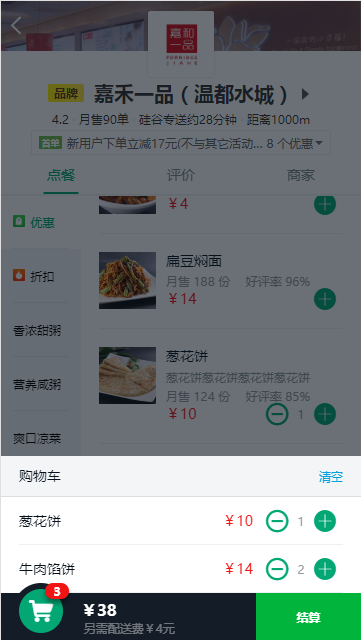 嘉和
一品
PORRIDGE
JIAHE
品牌 嘉禾一品（温都水城）
4.2 月售90单 硅谷专送约28分钟 距离1000m
首单 新用户下单立减17元(不与其它活动... 8 个优惠
点餐 评价 商家
¥4
优惠
扁豆焖面
月售 188 份 好评率 96%
¥14
折扣
香浓甜粥
葱花饼
葱花饼葱花饼葱花饼葱花饼
月售 124 份 好评率 85%
¥10 1
营养咸粥
爽口凉菜
购物车 清空
葱花饼 ¥10 1
牛肉馅饼 ¥14 2
3
¥38
另需配送费¥4元
结算